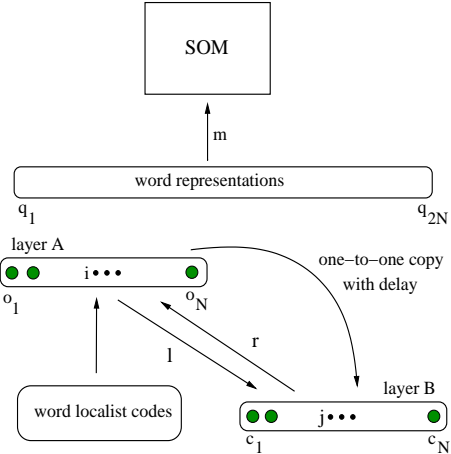 SOM
m
word representations
q1 q2N
layer A
i•••
o1 oN
one−to−one copy
with delay
l r
layer B
word localist codes
j•••
c1 cN